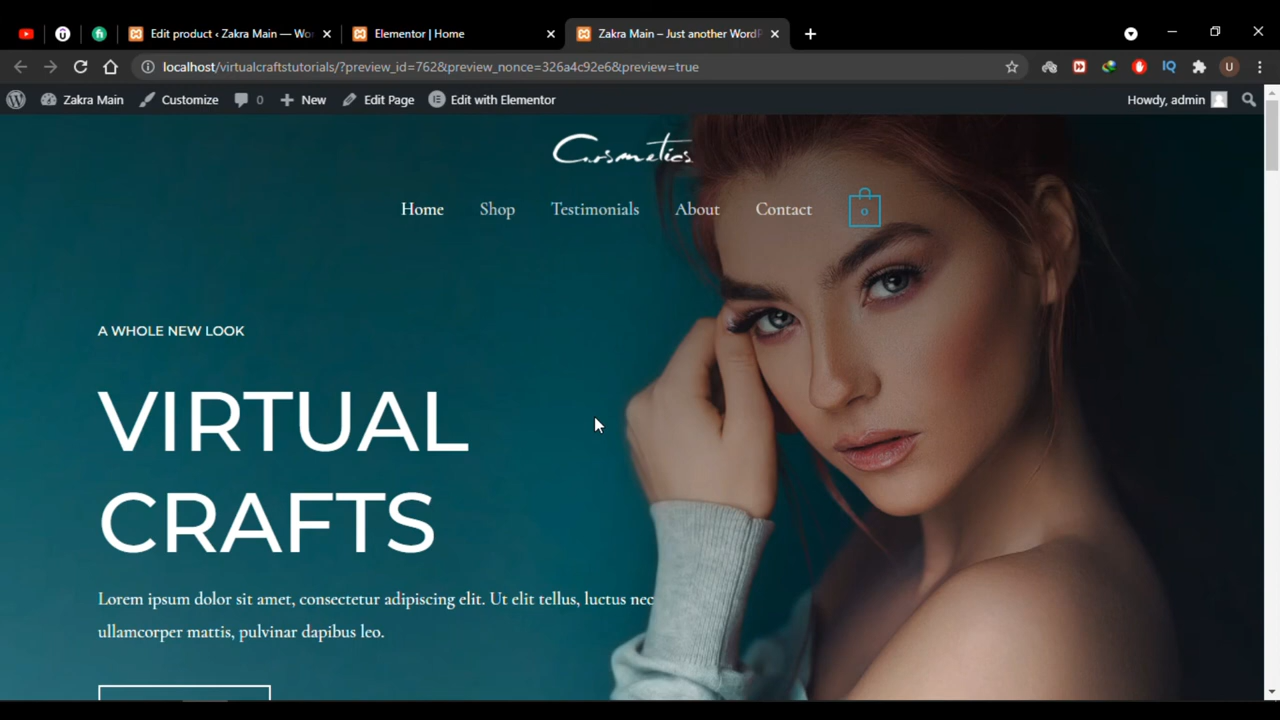 Edit product ‹ Zakra Main — Wo
Elementor | Home
Zakra Main – Just another WordP
localhost/virtualcraftstutorials/?preview_id=762&preview_nonce=326a4c92e6&preview=true
IQ
U
Zakra Main
Customize
0
New
Edit Page
Edit with Elementor
Howdy, admin
Cosmetics
Home
Shop
Testimonials
About
Contact
0
A WHOLE NEW LOOK
VIRTUAL
CRAFTS
Lorem ipsum dolor sit amet, consectetur adipiscing elit. Ut elit tellus, luctus nec
ullamcorper mattis, pulvinar dapibus leo.